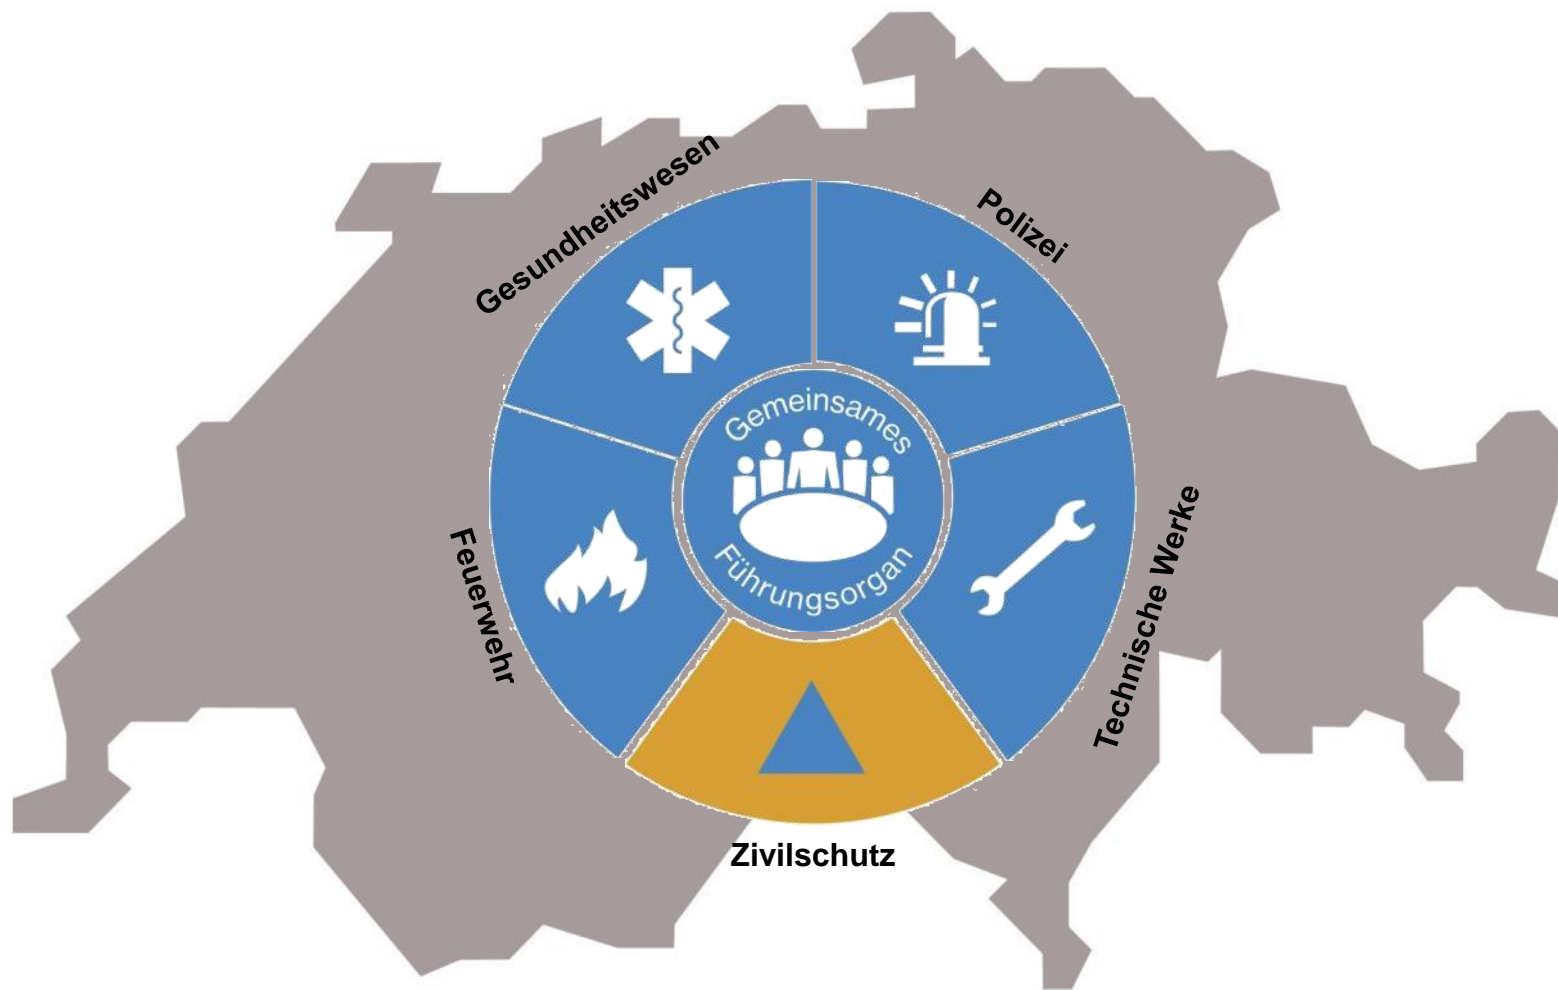 Gesundheitswesen
Polizei
Gemeinsames
Führungsorgan
Feuerwehr
Technische Werke
Zivilschutz